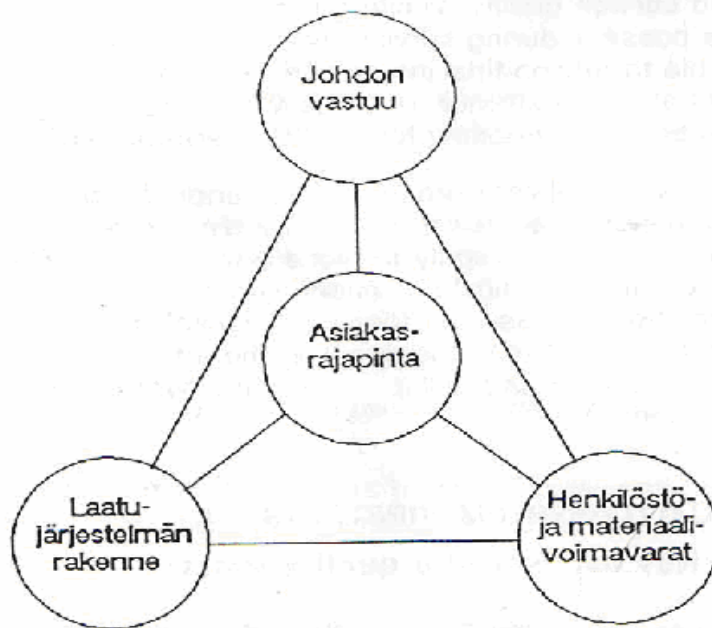 Johdon
vastuu
Asiakas-
rajapinta
Laatu-
järjestelmän
rakenne
Henkilöstö-
ja materiaali-
voimavarat